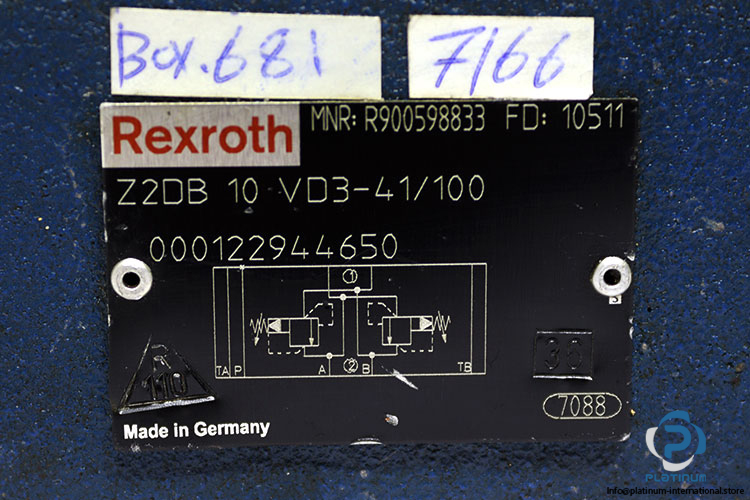 Box.681
7166
Rexroth MNR: R900598833 FD: 10511
Z2DB 10 VD3-41/100
000122944650
1
TA P A 2 B TB
36
7088
Made in Germany
PLATINUM
info@platinum-international.store